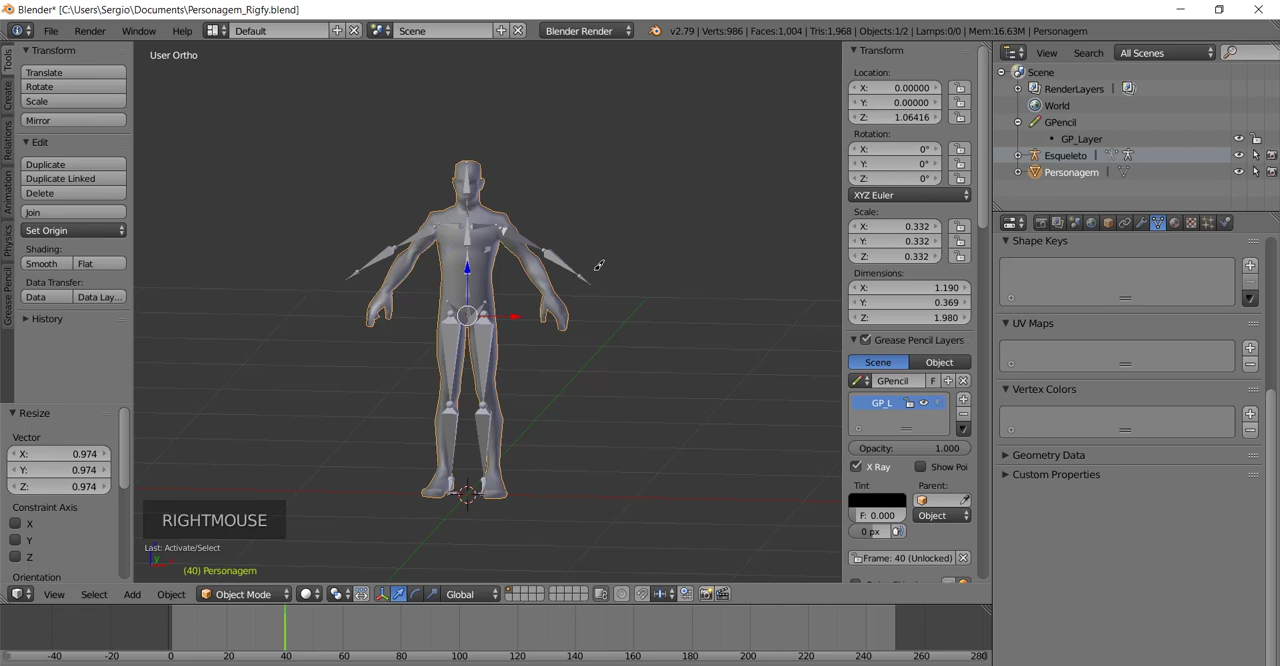 Blender* [C:\Users\Sergio\Documents\Personagem_Rigfy.blend]
File Render Window Help Default Scene Blender Render v2.79 | Verts:986 | Faces:1,004 | Tris:1,968 | Objects:1/2 | Lamps:0/0 | Mem:16.63M | Personagem
View Search All Scenes
Tools
Create
Relations
Animation
Physics
Grease Pencil
Transform
Translate
Rotate
Scale
Mirror
Edit
Duplicate
Duplicate Linked
Delete
Join
Set Origin
Shading:
Smooth Flat
Data Transfer:
Data Data Lay...
History
Resize
Vector
X: 0.974
Y: 0.974
Z: 0.974
Constraint Axis
X
Y
Z
Orientation
User Ortho
RIGHTMOUSE
Last: Activate/Select
(40) Personagem
View Select Add Object Object Mode Global
Transform
Location:
X: 0.00000
Y: 0.00000
Z: 1.06416
Rotation:
X: 0°
Y: 0°
Z: 0°
XYZ Euler
Scale:
X: 0.332
Y: 0.332
Z: 0.332
Dimensions:
X: 1.190
Y: 0.369
Z: 1.980
Grease Pencil Layers
Scene Object
GPencil F
GP_L
Opacity: 1.000
X Ray Show Poi
Tint Parent:
F: 0.000 Object
0 px
Frame: 40 (Unlocked)
Scene
RenderLayers
World
GPencil
GP_Layer
Esqueleto
Personagem
Shape Keys
UV Maps
Vertex Colors
Geometry Data
Custom Properties
-40 -20 0 20 40 60 80 100 120 140 160 180 200 220 240 260 280